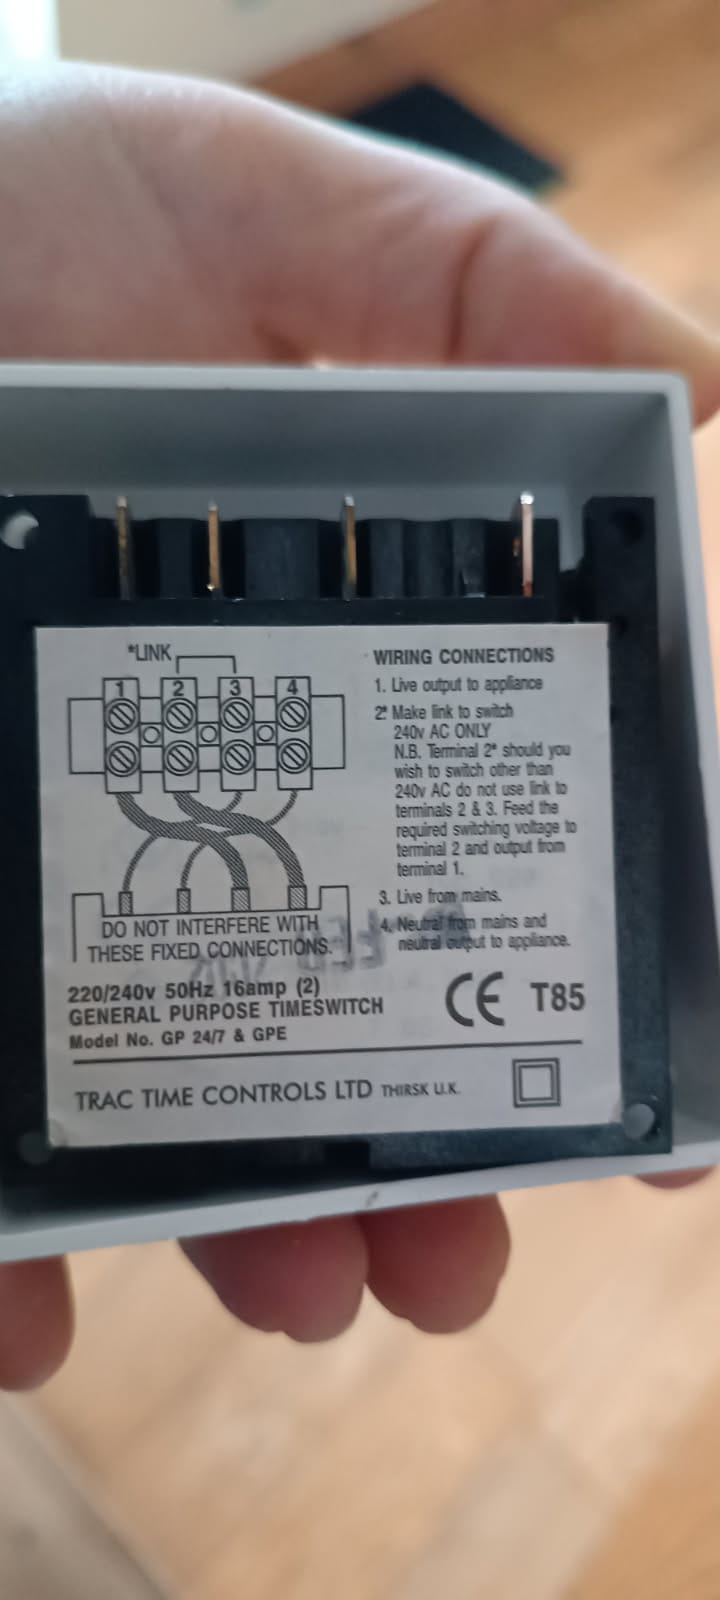 *LINK
1 2 3 4
DO NOT INTERFERE WITH
THESE FIXED CONNECTIONS.
WIRING CONNECTIONS
1. Live output to appliance
2* Make link to switch
240v AC ONLY
N.B. Terminal 2* should you
wish to switch other than
240v AC do not use link to
terminals 2 & 3. Feed the
required switching voltage to
terminal 2 and output from
terminal 1.
3. Live from mains.
4. Neutral from mains and
neutral output to appliance.
220/240v 50Hz 16amp (2)
GENERAL PURPOSE TIMESWITCH
Model No. GP 24/7 & GPE
CE T85
TRAC TIME CONTROLS LTD THIRSK U.K.